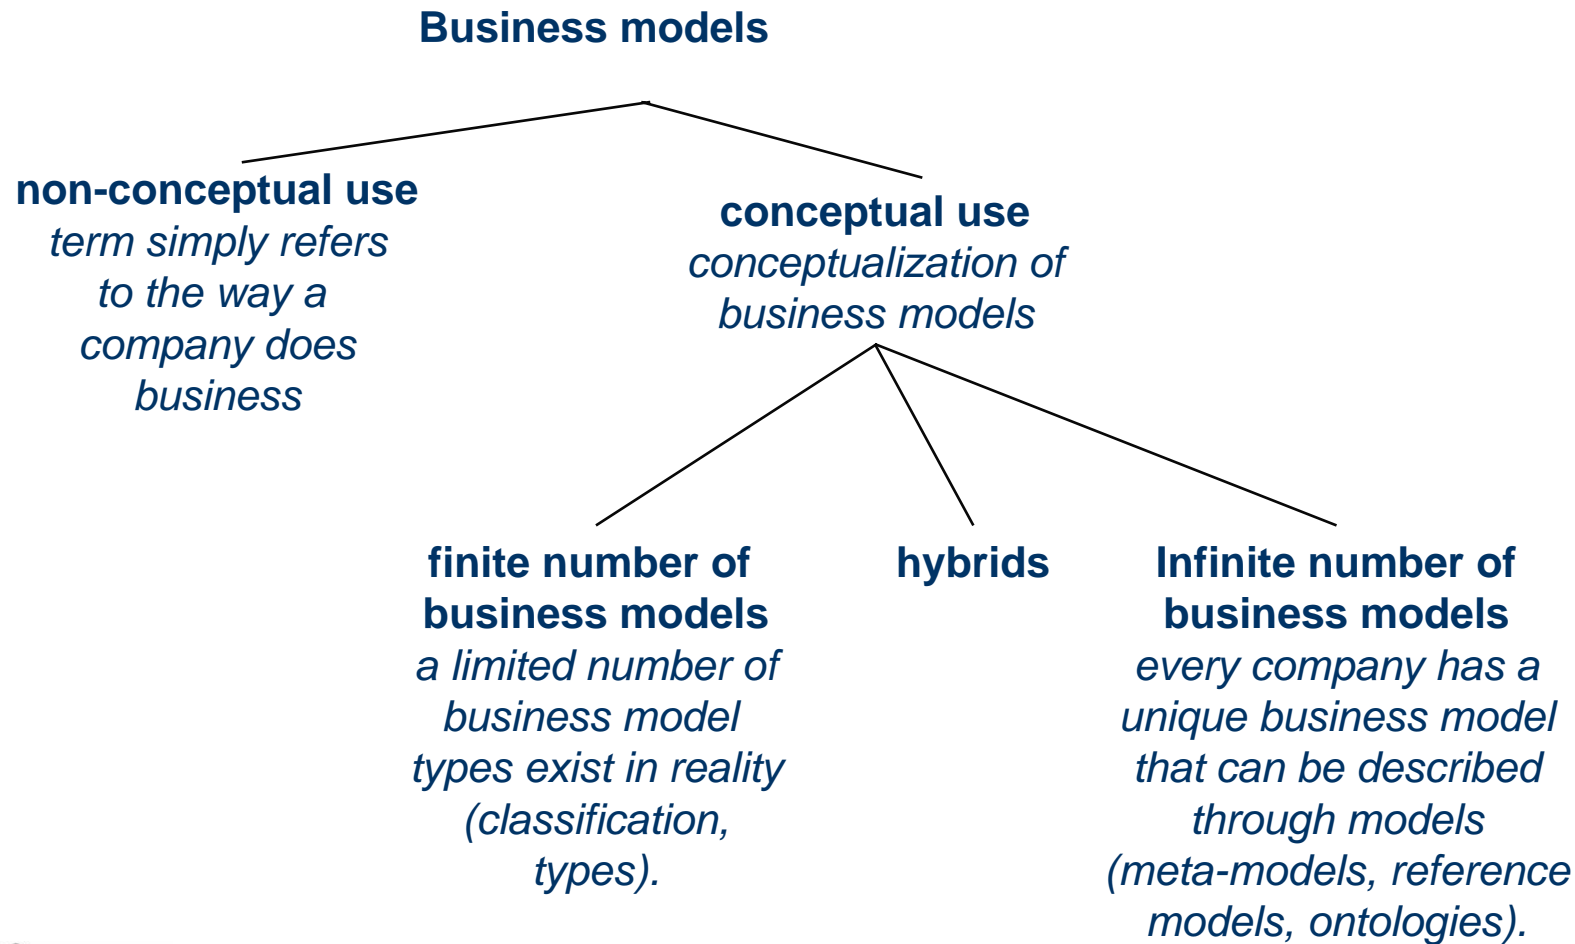 Business models
non-conceptual use
term simply refers
to the way a
company does
business
conceptual use
conceptualization of
business models
finite number of
business models
a limited number of
business model
types exist in reality
(classification,
types).
hybrids
Infinite number of
business models
every company has a
unique business model
that can be described
through models
(meta-models, reference
models, ontologies).